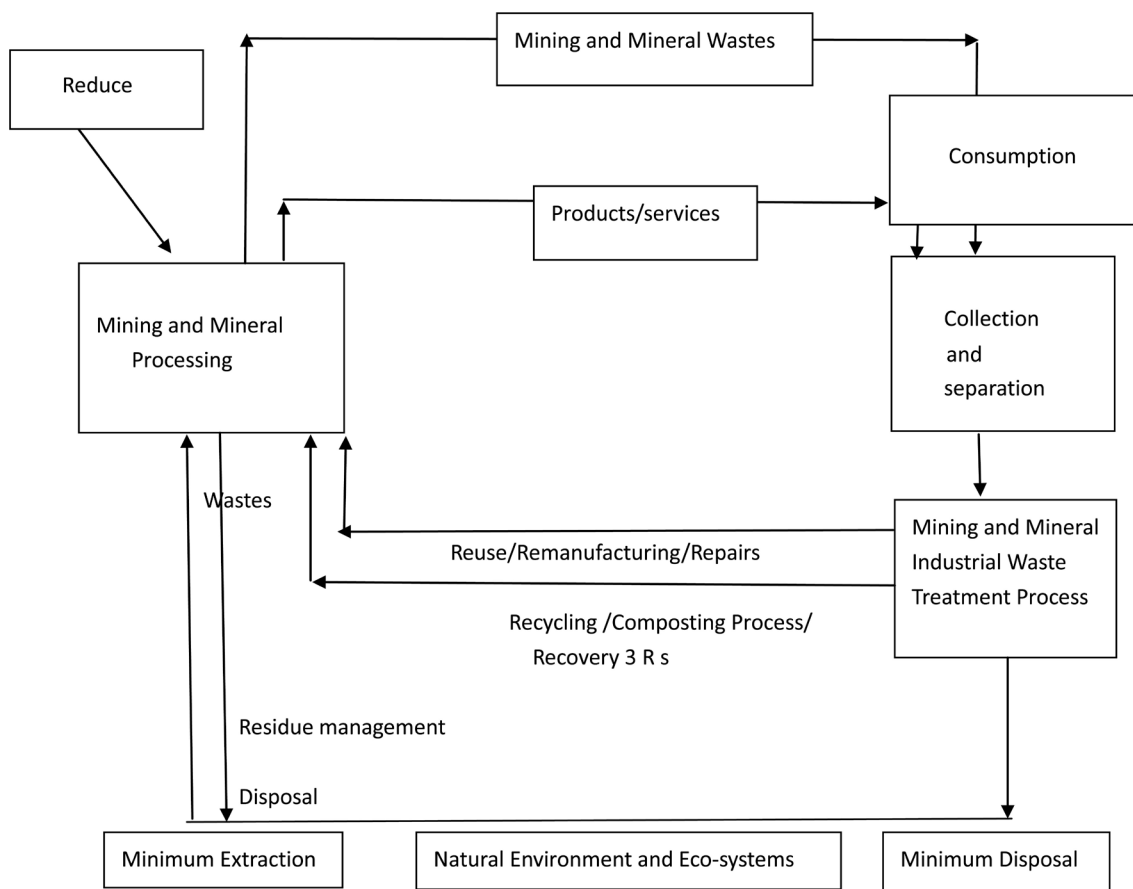 Mining and Mineral Wastes
Reduce
Consumption
Products/services
Mining and Mineral
Processing
Collection
and
separation
Wastes
Mining and Mineral
Industrial Waste
Treatment Process
Reuse/Remanufacturing/Repairs
Recycling /Composting Process/
Recovery 3 R s
Residue management
Disposal
Minimum Extraction
Natural Environment and Eco-systems
Minimum Disposal